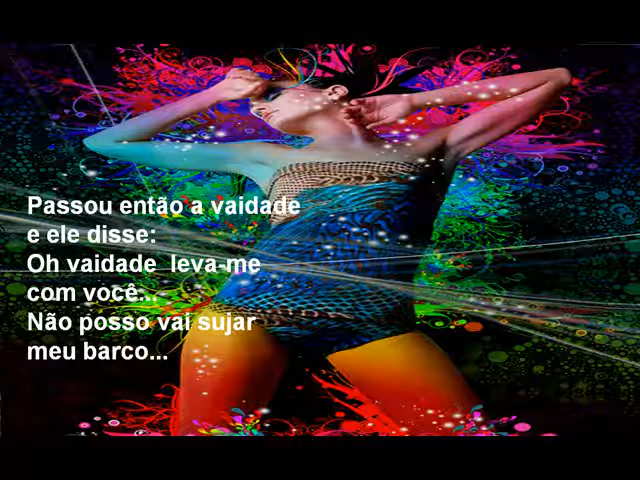 Passou então a vaidade
e ele disse:
Oh vaidade leva-me
com você...
Não posso vai sujar
meu barco...